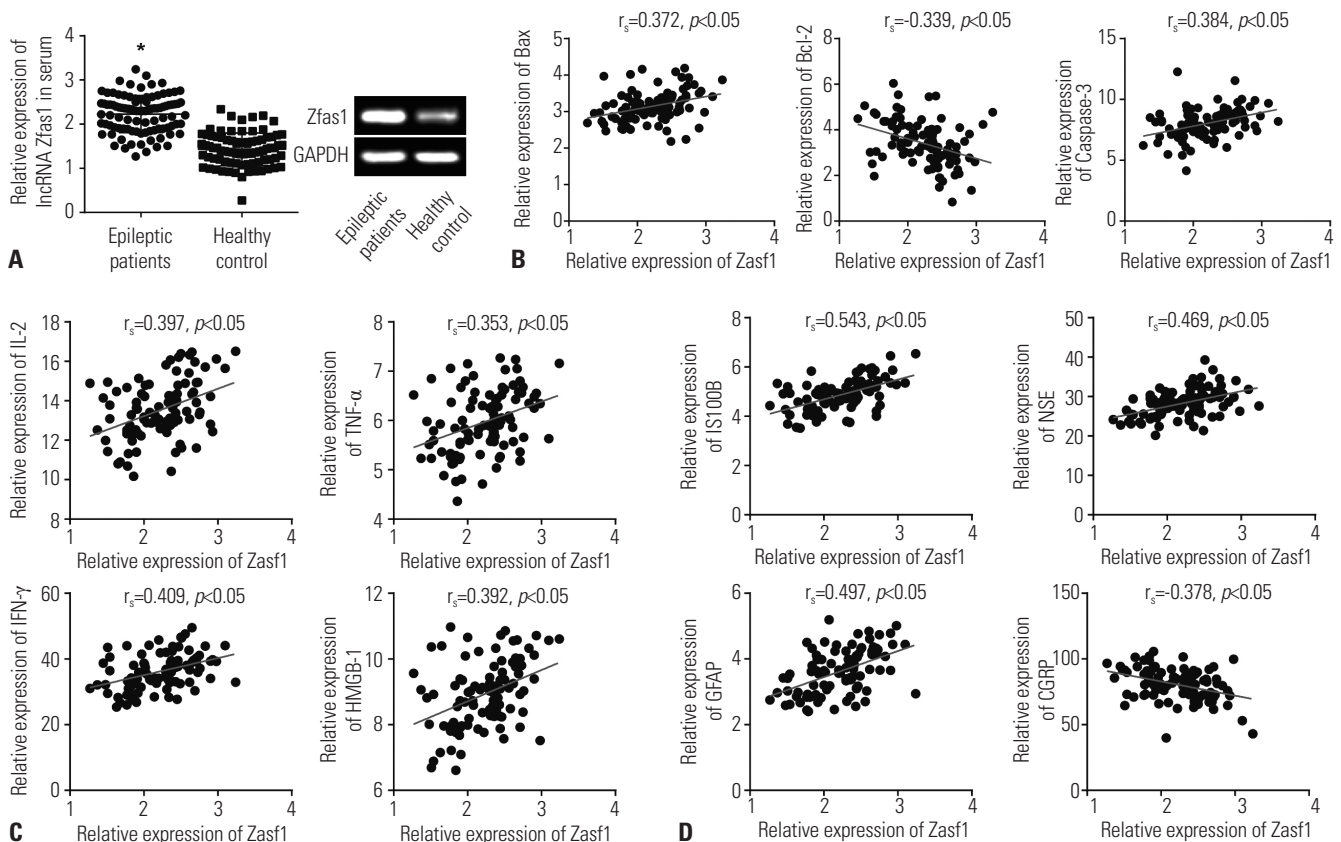 Relative expression of
lncRNA Zfas1 in serum
4
3
2
1
0
*
Epileptic
patients
Healthy
control
Zfas1
GAPDH
Epileptic
patients
Healthy
control
A
rs=0.372, p<0.05
Relative expression of Bax
5
4
3
2
1
0
1 2 3 4
Relative expression of Zasf1
rs=-0.339, p<0.05
Relative expression of Bcl-2
8
6
4
2
0
1 2 3 4
Relative expression of Zasf1
rs=0.384, p<0.05
Relative expression
of Caspase-3
15
10
5
0
1 2 3 4
Relative expression of Zasf1
B
rs=0.397, p<0.05
Relative expression of IL-2
18
16
14
12
10
8
1 2 3 4
Relative expression of Zasf1
rs=0.353, p<0.05
Relative expression
of TNF-α
8
7
6
5
4
1 2 3 4
Relative expression of Zasf1
rs=0.409, p<0.05
Relative expression of IFN-γ
60
40
20
0
1 2 3 4
Relative expression of Zasf1
rs=0.392, p<0.05
Relative expression
of HMGB-1
12
10
8
6
1 2 3 4
Relative expression of Zasf1
C
rs=0.543, p<0.05
Relative expression
of IS100B
8
6
4
2
0
1 2 3 4
Relative expression of Zasf1
rs=0.469, p<0.05
Relative expression
of NSE
50
40
30
20
10
0
1 2 3 4
Relative expression of Zasf1
rs=0.497, p<0.05
Relative expression
of GFAP
6
4
2
0
1 2 3 4
Relative expression of Zasf1
rs=-0.378, p<0.05
Relative expression
of CGRP
150
100
50
0
1 2 3 4
Relative expression of Zasf1
D